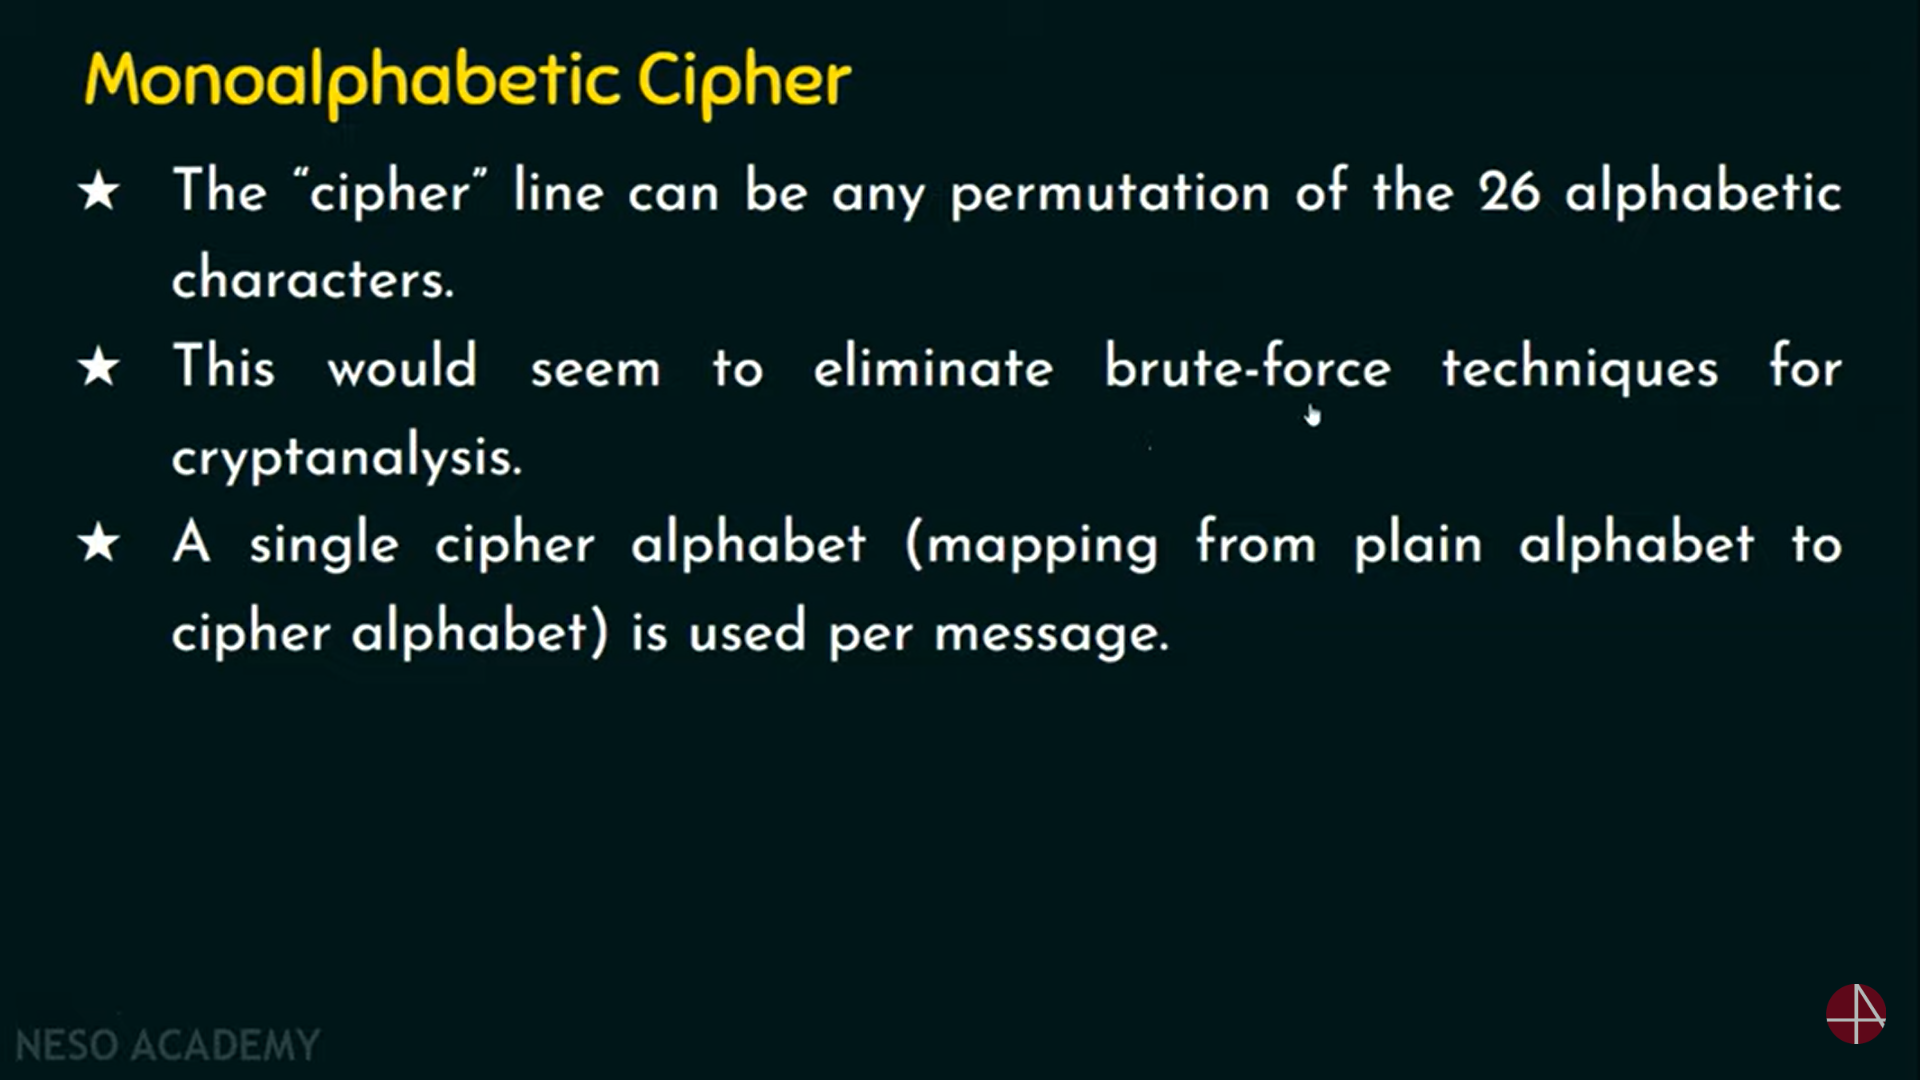 Monoalphabetic Cipher
★ The “cipher” line can be any permutation of the 26 alphabetic
characters.
★ This would seem to eliminate brute-force techniques for
cryptanalysis.
★ A single cipher alphabet (mapping from plain alphabet to
cipher alphabet) is used per message.
NESO ACADEMY